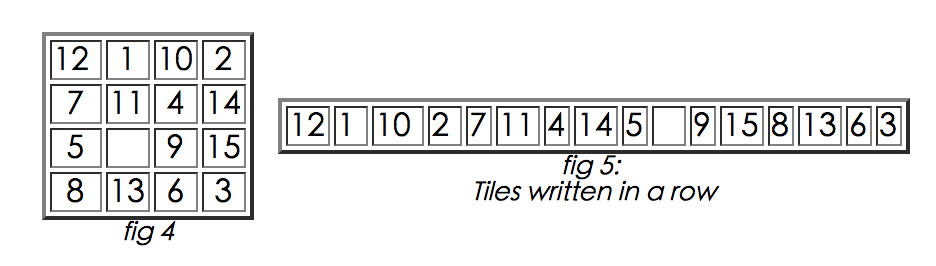 12 1 10 2
7 11 4 14
5 9 15
8 13 6 3
fig 4
12 1 10 2 7 11 4 14 5 9 15 8 13 6 3
fig 5:
Tiles written in a row